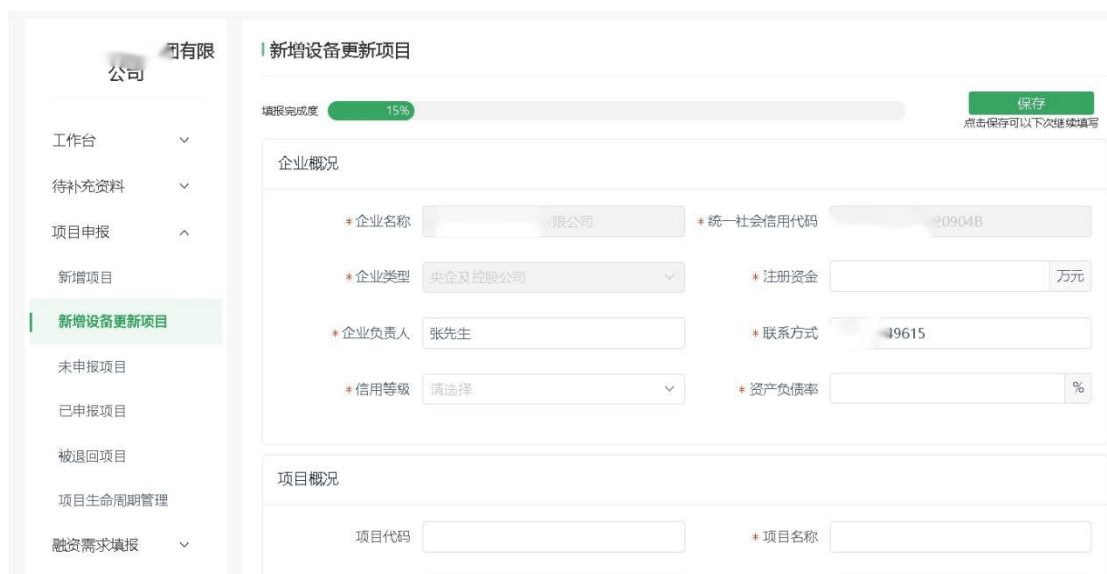 团有限
公司
工作台
待补充资料
项目申报
新增项目
新增设备更新项目
未申报项目
已申报项目
被退回项目
项目生命周期管理
融资需求填报
新增设备更新项目
填报完成度 15% 保存
点击保存可以下次继续填写
企业概况
*企业名称 限公司 *统一社会信用代码 20904B
*企业类型 央企及控股公司 *注册资金 万元
*企业负责人 张先生 *联系方式 49615
*信用等级 请选择 *资产负债率 %
项目概况
项目代码 *项目名称